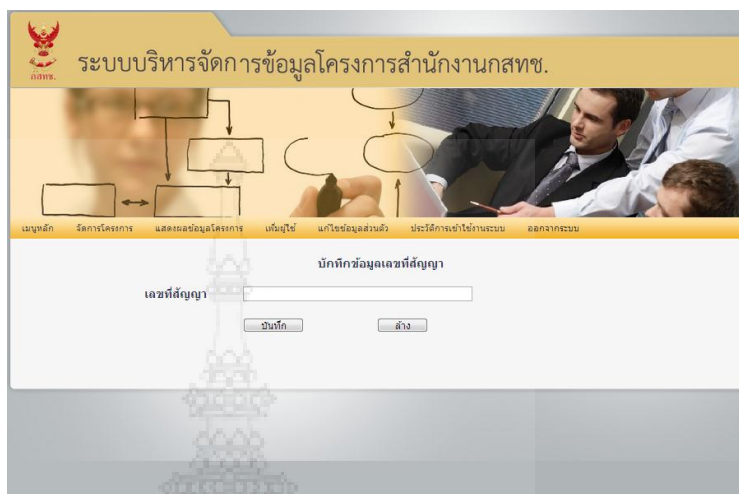 กสทช.
ระบบบริหารจัดการข้อมูลโครงการสำนักงานกสทช.
เมนูหลัก จัดการโครงการ แสดงผลข้อมูลโครงการ เพิ่มผู้ใช้ แก้ไขข้อมูลส่วนตัว ประวัติการเข้าใช้งานระบบ ออกจากระบบ
บักทึกข้อมูลเลขที่สัญญา
เลขที่สัญญา
บันทึก ล้าง